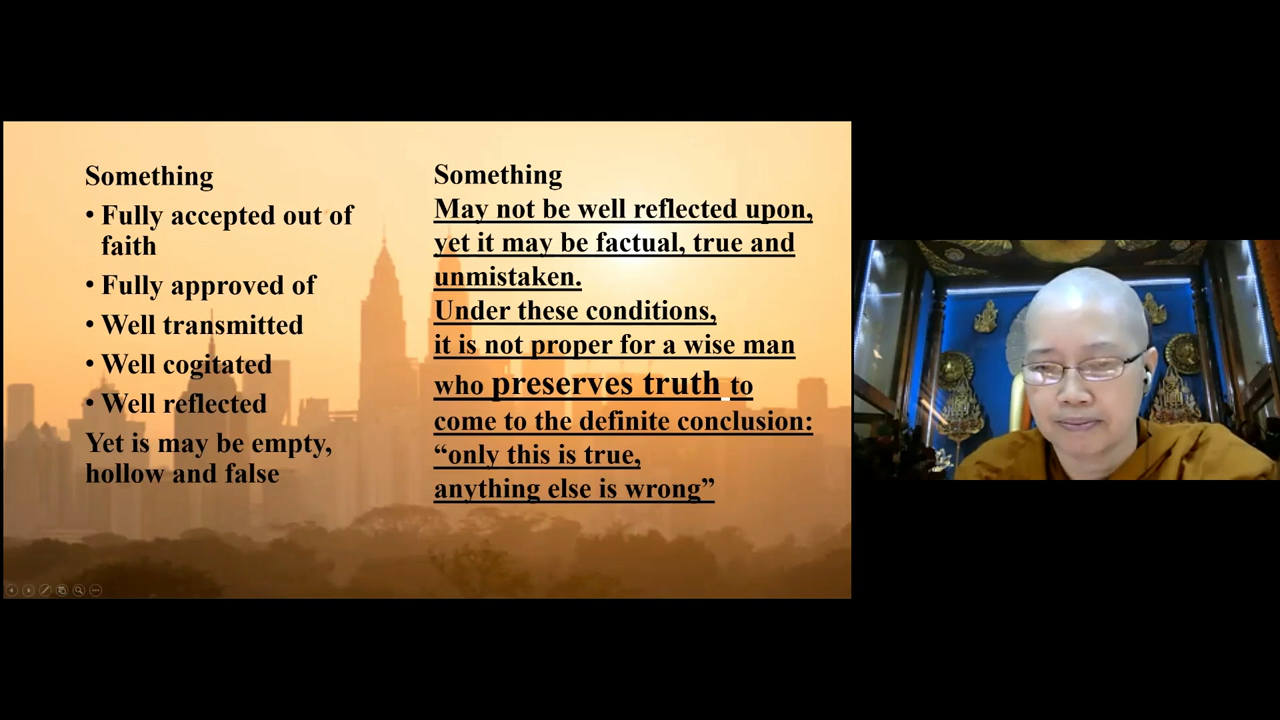 Something
• Fully accepted out of
faith
• Fully approved of
• Well transmitted
• Well cogitated
• Well reflected
Yet is may be empty,
hollow and false
Something
May not be well reflected upon,
yet it may be factual, true and
unmistaken.
Under these conditions,
it is not proper for a wise man
who preserves truth to
come to the definite conclusion:
“only this is true,
anything else is wrong”